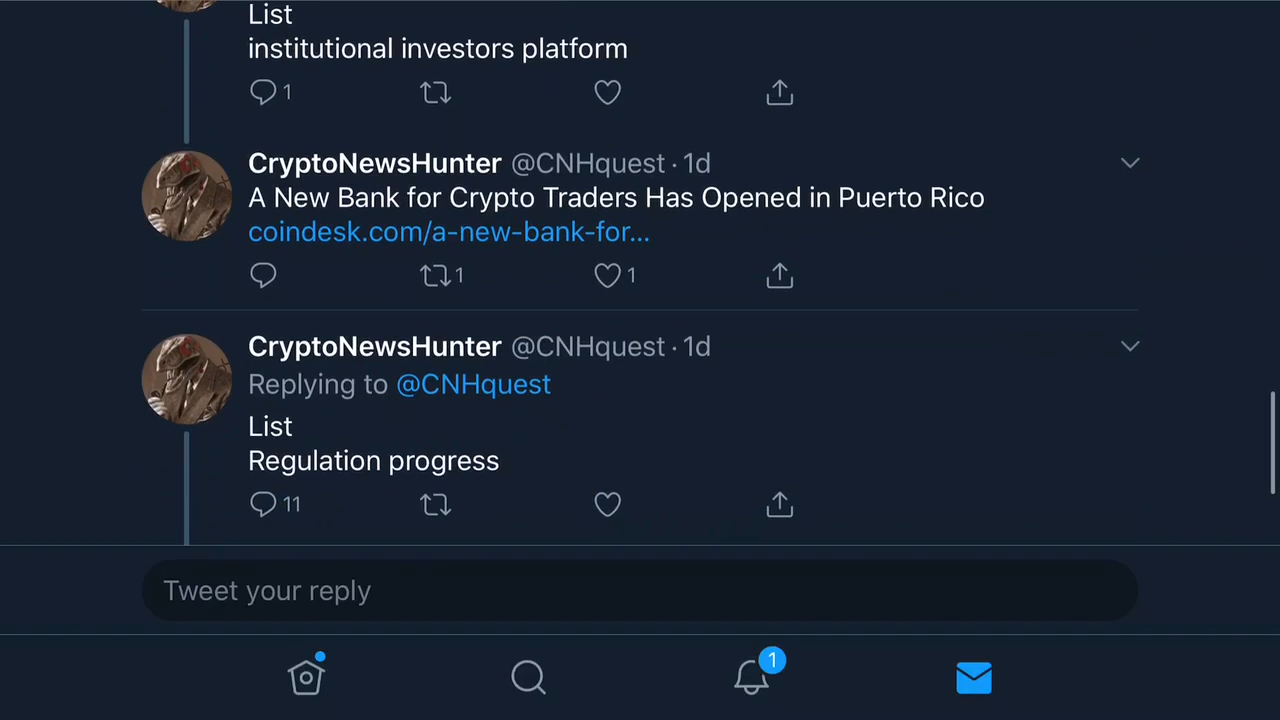 List
institutional investors platform
1
CryptoNewsHunter @CNHquest · 1d
A New Bank for Crypto Traders Has Opened in Puerto Rico
coindesk.com/a-new-bank-for...
1 1
CryptoNewsHunter @CNHquest · 1d
Replying to @CNHquest
List
Regulation progress
11
Tweet your reply
1